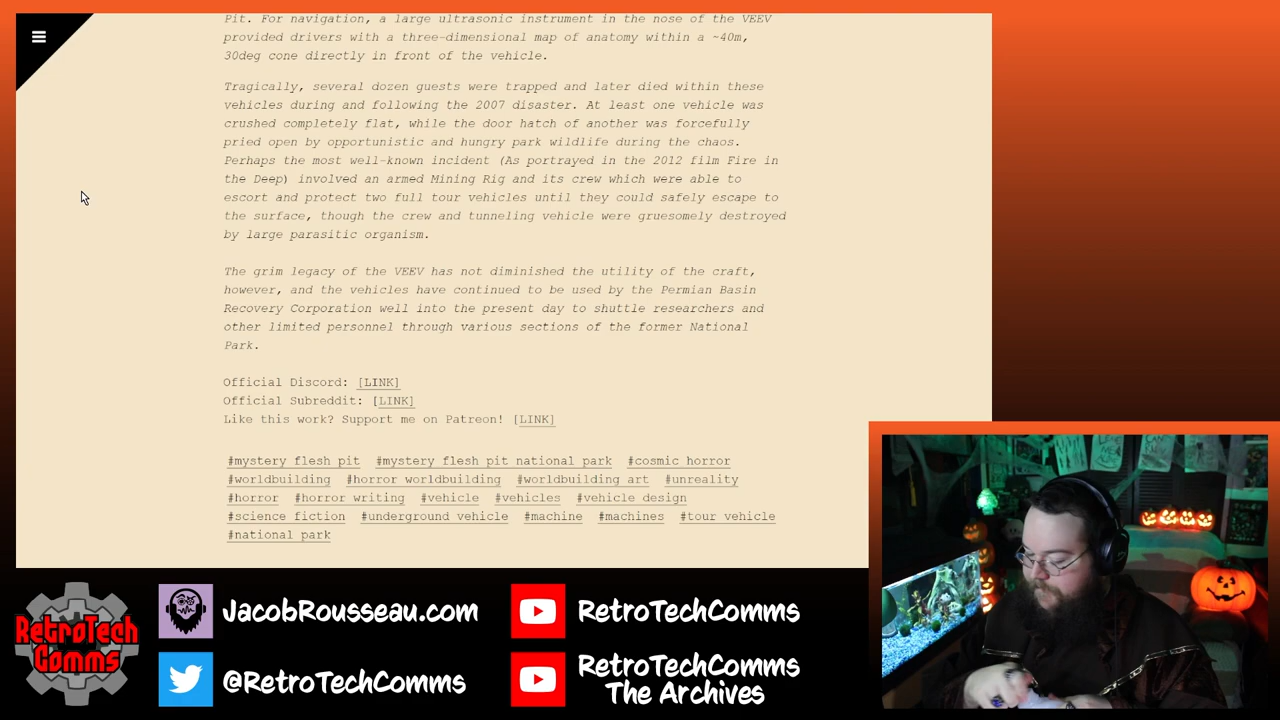 Pit. For navigation, a large ultrasonic instrument in the nose of the VEEV
provided drivers with a three-dimensional map of anatomy within a ~40m,
30deg cone directly in front of the vehicle.
Tragically, several dozen guests were trapped and later died within these
vehicles during and following the 2007 disaster. At least one vehicle was
crushed completely flat, while the door hatch of another was forcefully
pried open by opportunistic and hungry park wildlife during the chaos.
Perhaps the most well-known incident (As portrayed in the 2012 film Fire in
the Deep) involved an armed Mining Rig and its crew which were able to
escort and protect two full tour vehicles until they could safely escape to
the surface, though the crew and tunneling vehicle were gruesomely destroyed
by large parasitic organism.
The grim legacy of the VEEV has not diminished the utility of the craft,
however, and the vehicles have continued to be used by the Permian Basin
Recovery Corporation well into the present day to shuttle researchers and
other limited personnel through various sections of the former National
Park.
Official Discord: [LINK]
Official Subreddit: [LINK]
Like this work? Support me on Patreon! [LINK]
#mystery flesh pit #mystery flesh pit national park #cosmic horror
#worldbuilding #horror worldbuilding #worldbuilding art #unreality
#horror #horror writing #vehicle #vehicles #vehicle design
#science fiction #underground vehicle #machine #machines #tour vehicle
#national park
RetroTech
Comms
JacobRousseau.com
@RetroTechComms
RetroTechComms
RetroTechComms
The Archives